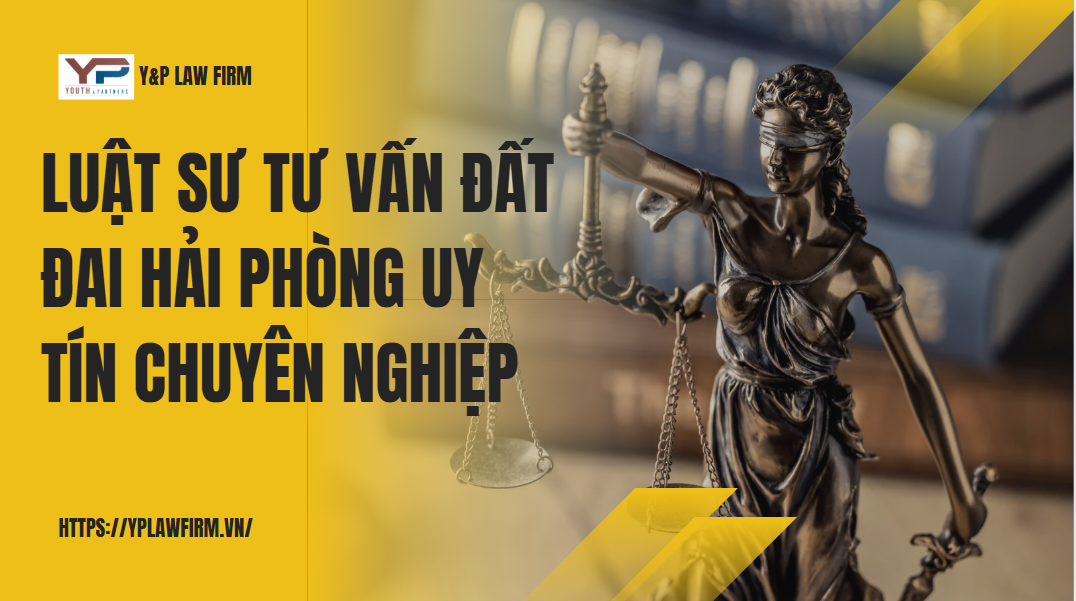 YP
YOUTH & PARTNERS
Y&P LAW FIRM
LUẬT SƯ TƯ VẤN ĐẤT
ĐAI HẢI PHÒNG UY
TÍN CHUYÊN NGHIỆP
HTTPS://YPLAWFIRM.VN/